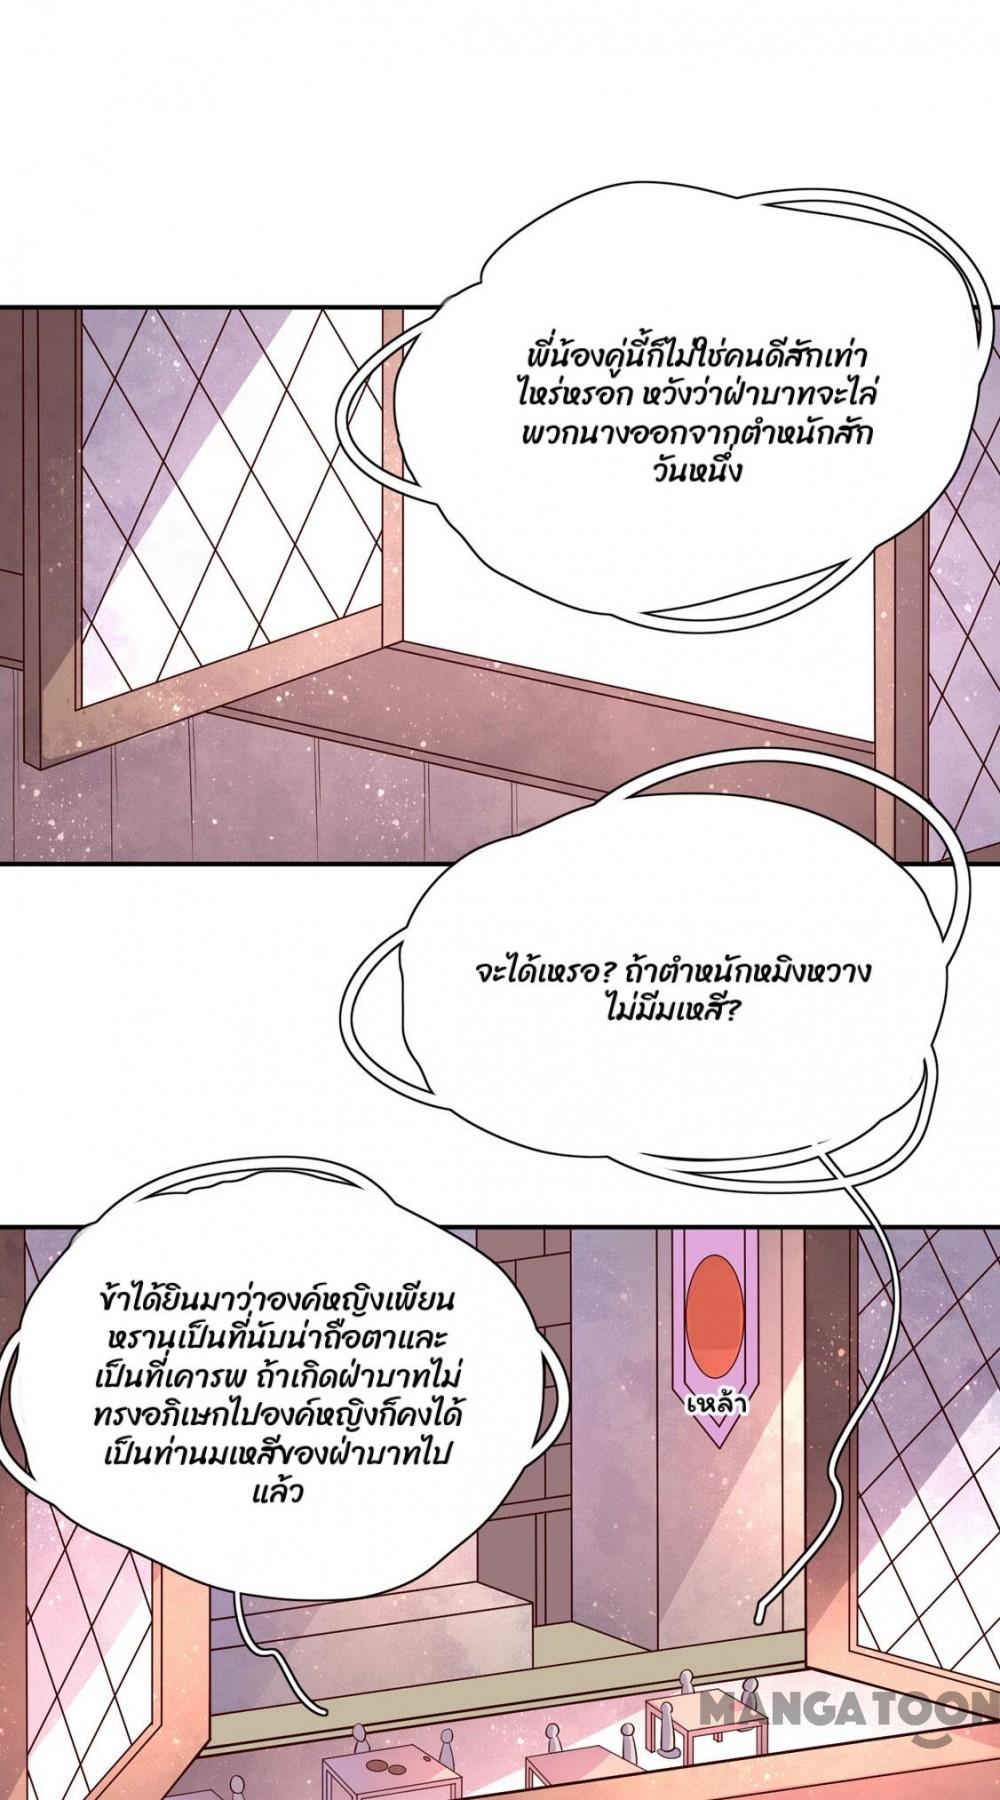 พี่น้องคู่นี้ก็ไม่ใช่คนดีสักเท่า
ไหร่หรอก หวังว่าฝ่าบาทจะไล่
พวกนางออกจากตำหนักสัก
วันหนึ่ง
จะได้เหรอ? ถ้าตำหนักหมิงหวาง
ไม่มีมเหสี?
ข้าได้ยินมาว่าองค์หญิงเพียน
หรานเป็นที่นับน่าถือตาและ
เป็นที่เคารพ ถ้าเกิดฝ่าบาทไม่
ทรงอภิเษกไปองค์หญิงก็คงได้
เป็นท่านมเหสีของฝ่าบาทไป
แล้ว
เหล้า
MANGATOON